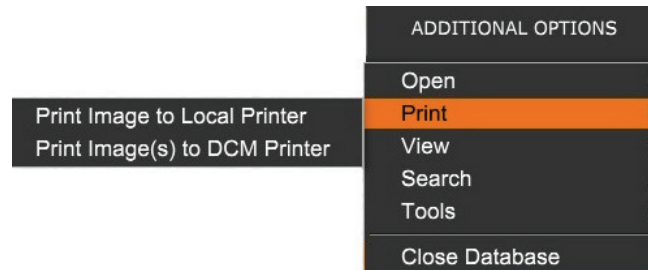 ADDITIONAL OPTIONS
Open
Print
Print Image to Local Printer
Print Image(s) to DCM Printer
View
Search
Tools
Close Database